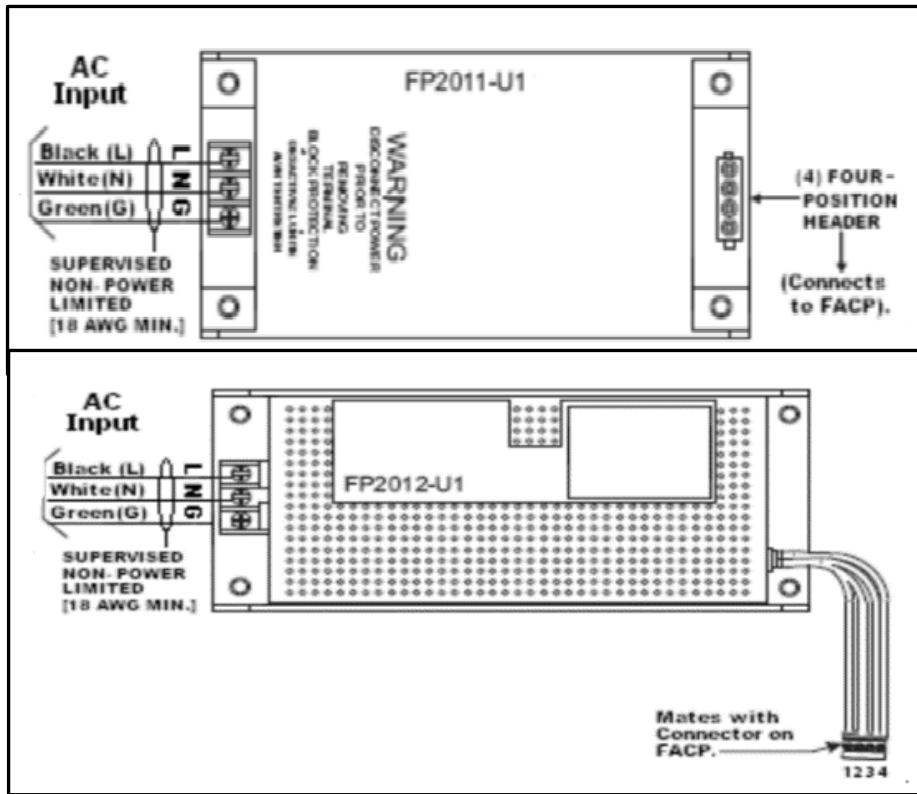 AC
Input
FP2011-U1
Black (L)
White(N)
Green(G)
L
N
G
SUPERVISED
NON- POWER
LIMITED
[18 AWG MIN.]
WARNING
DISCONNECT POWER
PRIOR TO
REMOVING
TERMINAL
BLOCK PROTECTION
(4) FOUR-
POSITION
HEADER
(Connects
to FACP).
AC
Input
Black (L)
White(N)
Green(G)
L
N
G
FP2012-U1
SUPERVISED
NON- POWER
LIMITED
[18 AWG MIN.]
Mates with
Connector on
FACP.
1234